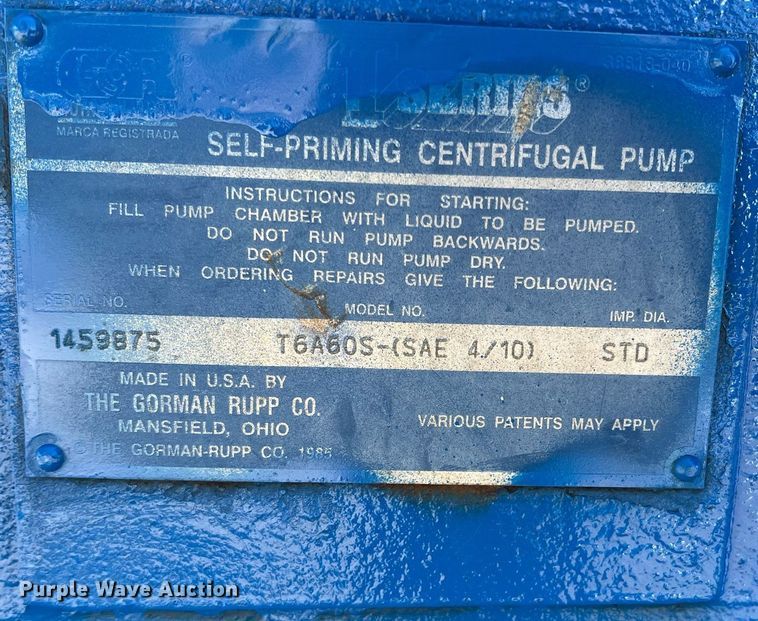 MARCA REGISTRADA
SERIES®
SELF-PRIMING CENTRIFUGAL PUMP
INSTRUCTIONS FOR STARTING:
FILL PUMP CHAMBER WITH LIQUID TO BE PUMPED.
DO NOT RUN PUMP BACKWARDS.
DO NOT RUN PUMP DRY.
WHEN ORDERING REPAIRS GIVE THE FOLLOWING:
SERIAL NO. MODEL NO. IMP. DIA.
1459875 T6A60S-(SAE 4/10) STD
MADE IN U.S.A. BY
THE GORMAN RUPP CO.
MANSFIELD, OHIO
VARIOUS PATENTS MAY APPLY
© THE GORMAN-RUPP CO. 1985
Purple Wave Auction